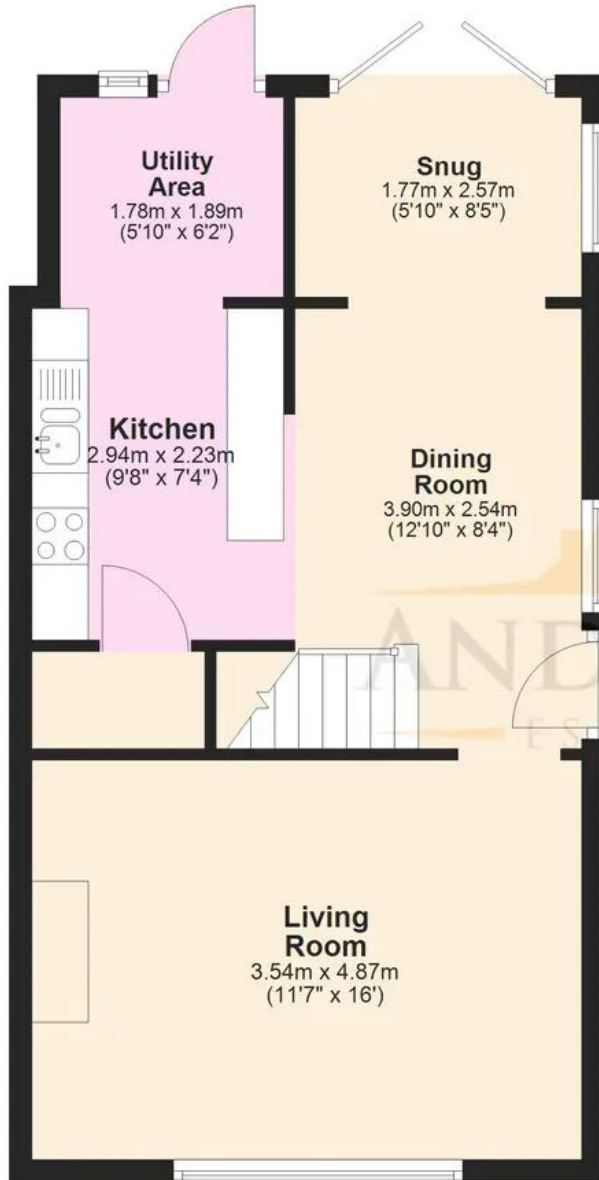 Utility
Area
1.78m x 1.89m
(5'10" x 6'2")
Snug
1.77m x 2.57m
(5'10" x 8'5")
Kitchen
2.94m x 2.23m
(9'8" x 7'4")
Dining
Room
3.90m x 2.54m
(12'10" x 8'4")
AND
ES
Living
Room
3.54m x 4.87m
(11'7" x 16')